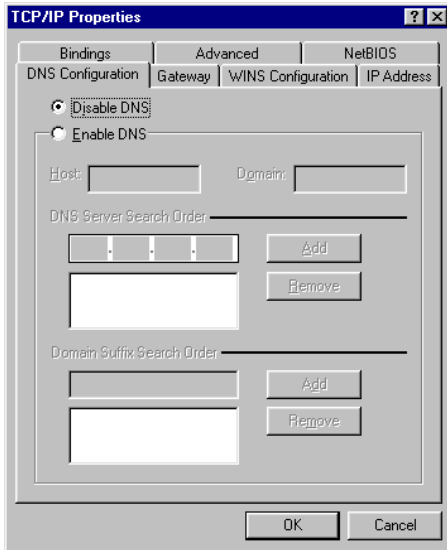 TCP/IP Properties
Bindings Advanced NetBIOS
DNS Configuration Gateway WINS Configuration IP Address
Disable DNS
Enable DNS
Host: Domain:
DNS Server Search Order
. . .
Add
Remove
Domain Suffix Search Order
Add
Remove
OK Cancel